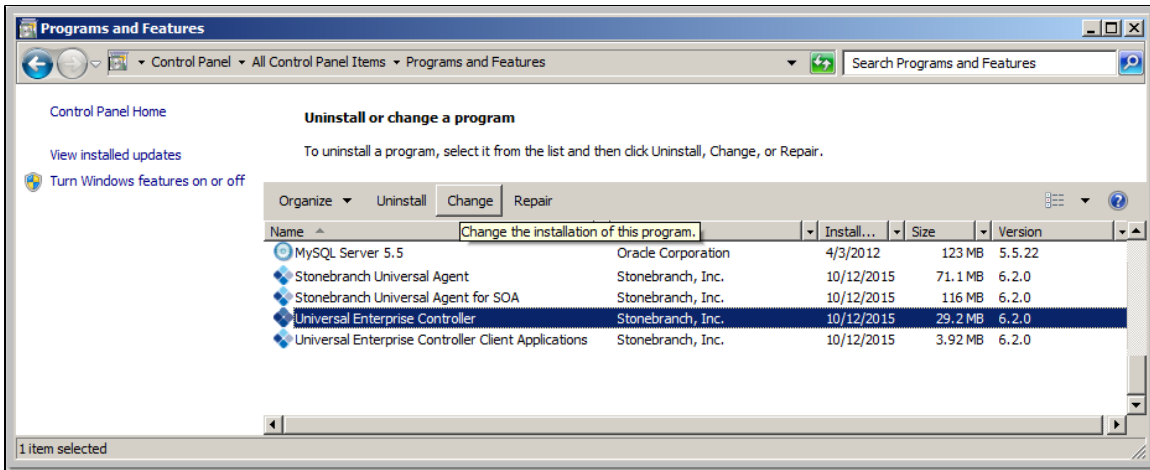 Programs and Features
Control Panel All Control Panel Items Programs and Features Search Programs and Features
Control Panel Home
Uninstall or change a program
View installed updates
To uninstall a program, select it from the list and then click Uninstall, Change, or Repair.
Turn Windows features on or off
Organize Uninstall Change Repair
Name Install... Size Version
Change the installation of this program.
MySQL Server 5.5 Oracle Corporation 4/3/2012 123 MB 5.5.22
Stonebranch Universal Agent Stonebranch, Inc. 10/12/2015 71.1 MB 6.2.0
Stonebranch Universal Agent for SOA Stonebranch, Inc. 10/12/2015 116 MB 6.2.0
Universal Enterprise Controller Stonebranch, Inc. 10/12/2015 29.2 MB 6.2.0
Universal Enterprise Controller Client Applications Stonebranch, Inc. 10/12/2015 3.92 MB 6.2.0
1 item selected